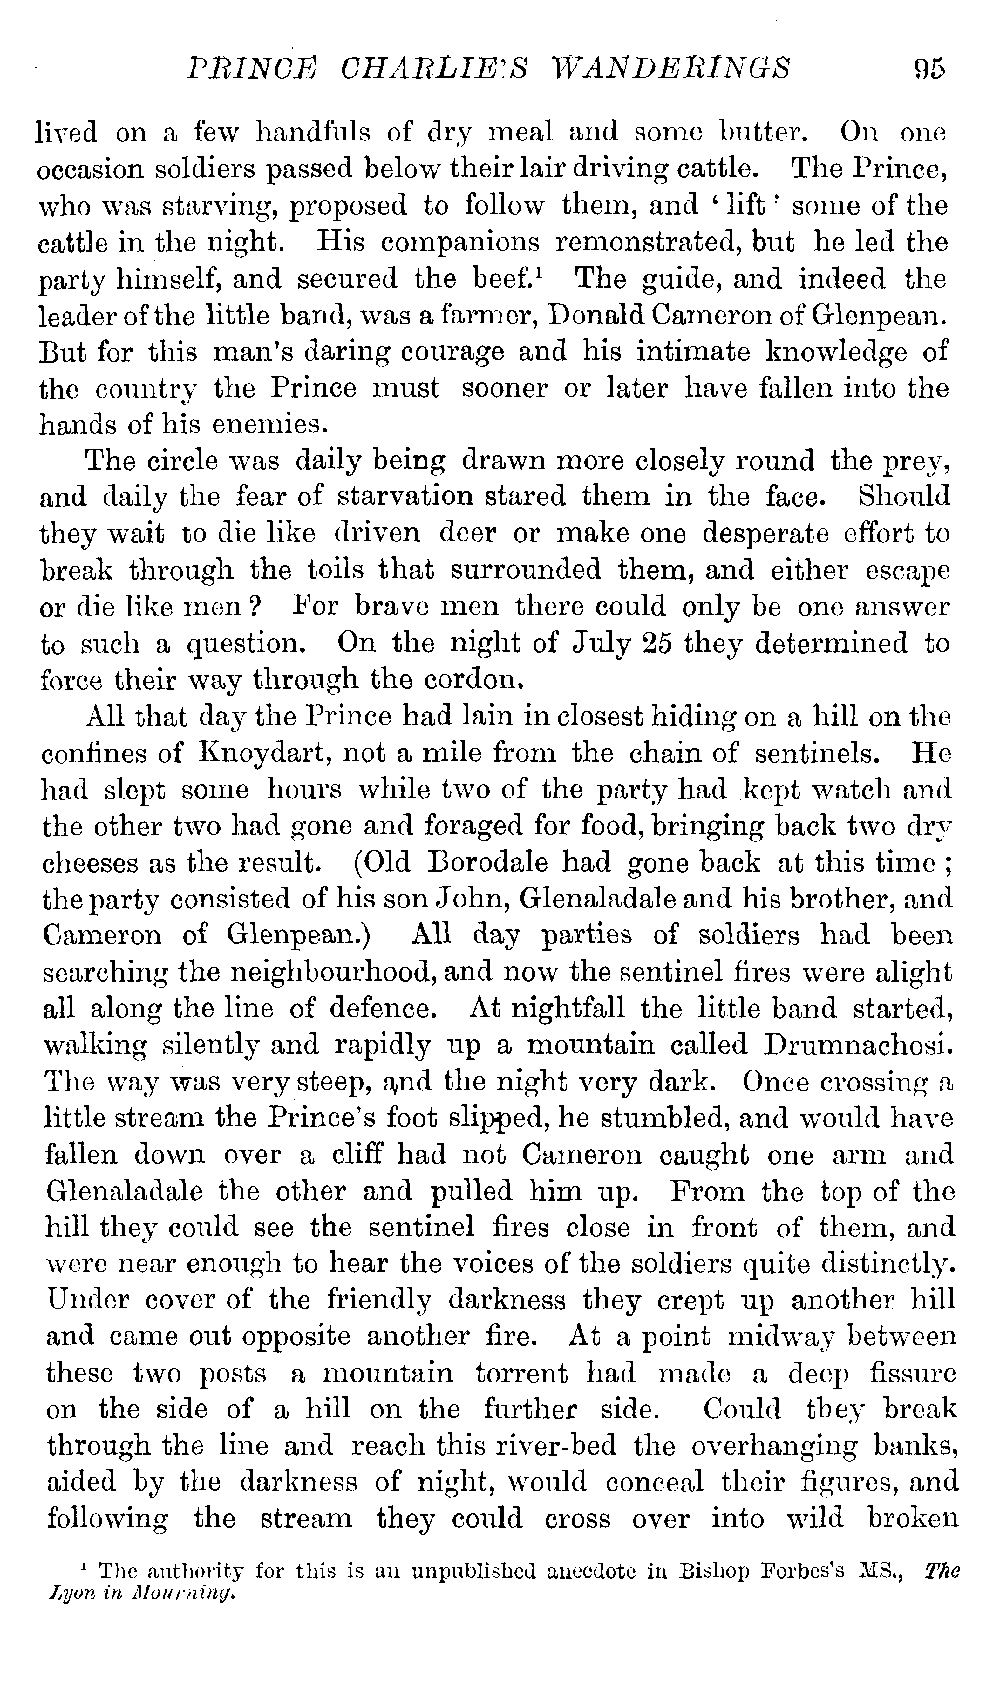 PRINCE CHARLIE'S WANDERINGS 95
lived on a few handfuls of dry meal and some butter. On one
occasion soldiers passed below their lair driving cattle. The Prince,
who was starving, proposed to follow them, and ‘lift’ some of the
cattle in the night. His companions remonstrated, but he led the
party himself, and secured the beef.¹ The guide, and indeed the
leader of the little band, was a farmer, Donald Cameron of Glenpean.
But for this man's daring courage and his intimate knowledge of
the country the Prince must sooner or later have fallen into the
hands of his enemies.
The circle was daily being drawn more closely round the prey,
and daily the fear of starvation stared them in the face. Should
they wait to die like driven deer or make one desperate effort to
break through the toils that surrounded them, and either escape
or die like men? For brave men there could only be one answer
to such a question. On the night of July 25 they determined to
force their way through the cordon.
All that day the Prince had lain in closest hiding on a hill on the
confines of Knoydart, not a mile from the chain of sentinels. He
had slept some hours while two of the party had kept watch and
the other two had gone and foraged for food, bringing back two dry
cheeses as the result. (Old Borodale had gone back at this time;
the party consisted of his son John, Glenaladale and his brother, and
Cameron of Glenpean.) All day parties of soldiers had been
searching the neighbourhood, and now the sentinel fires were alight
all along the line of defence. At nightfall the little band started,
walking silently and rapidly up a mountain called Drumnachosi.
The way was very steep, and the night very dark. Once crossing a
little stream the Prince's foot slipped, he stumbled, and would have
fallen down over a cliff had not Cameron caught one arm and
Glenaladale the other and pulled him up. From the top of the
hill they could see the sentinel fires close in front of them, and
were near enough to hear the voices of the soldiers quite distinctly.
Under cover of the friendly darkness they crept up another hill
and came out opposite another fire. At a point midway between
these two posts a mountain torrent had made a deep fissure
on the side of a hill on the further side. Could they break
through the line and reach this river-bed the overhanging banks,
aided by the darkness of night, would conceal their figures, and
following the stream they could cross over into wild broken
¹ The authority for this is an unpublished anecdote in Bishop Forbes's MS., The
Lyon in Mourning.